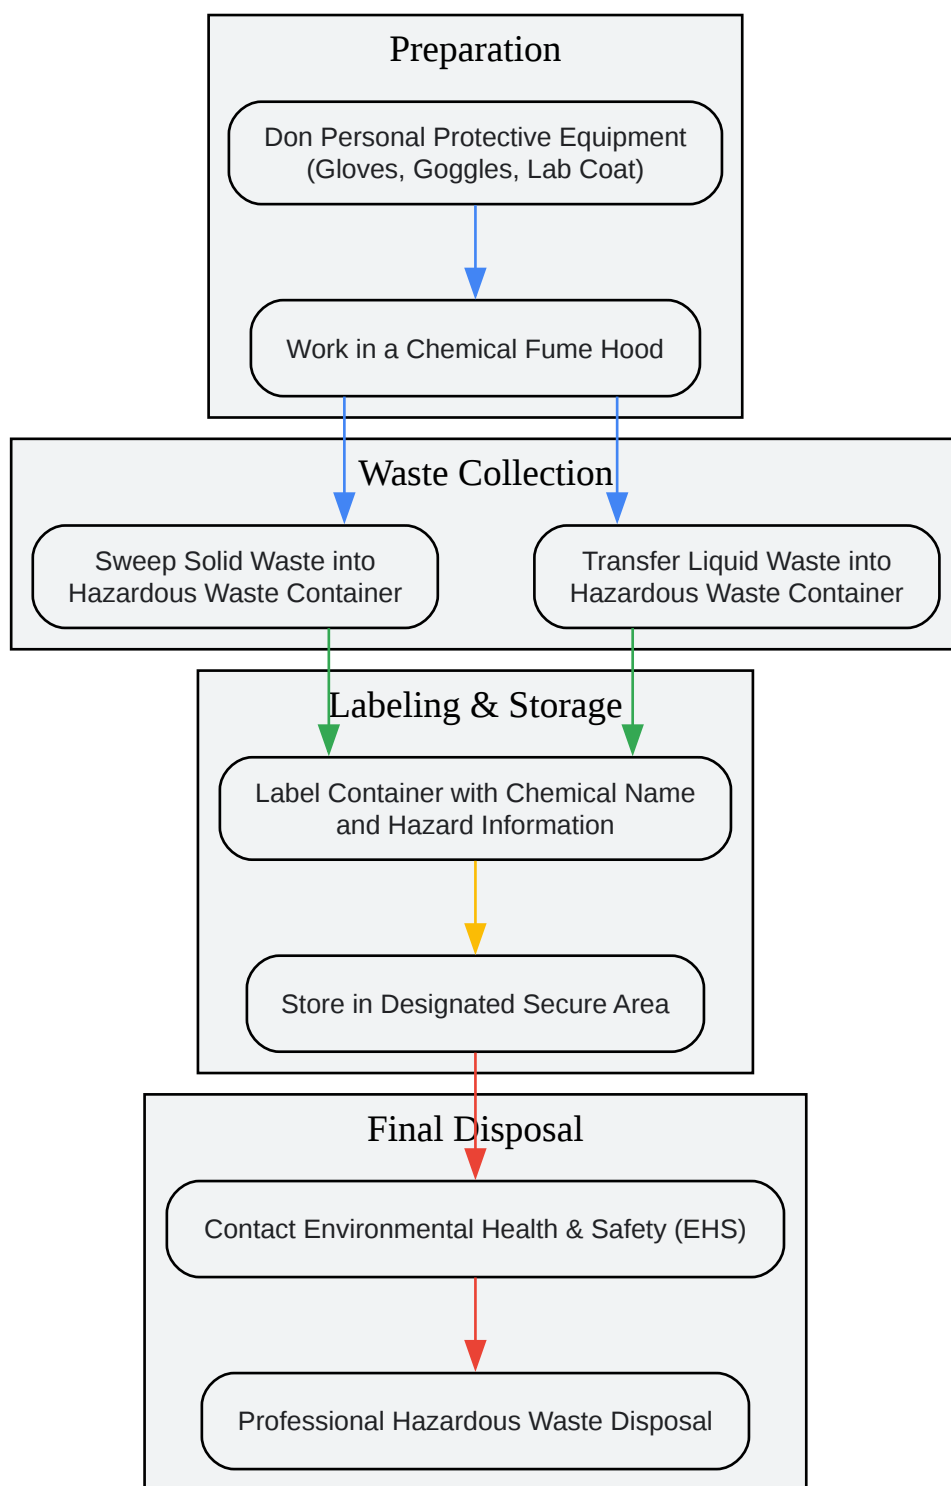 Preparation
Don Personal Protective Equipment
(Gloves, Goggles, Lab Coat)
Work in a Chemical Fume Hood
Waste Collection
Sweep Solid Waste into
Hazardous Waste Container
Transfer Liquid Waste into
Hazardous Waste Container
Labeling & Storage
Label Container with Chemical Name
and Hazard Information
Store in Designated Secure Area
Final Disposal
Contact Environmental Health & Safety (EHS)
Professional Hazardous Waste Disposal